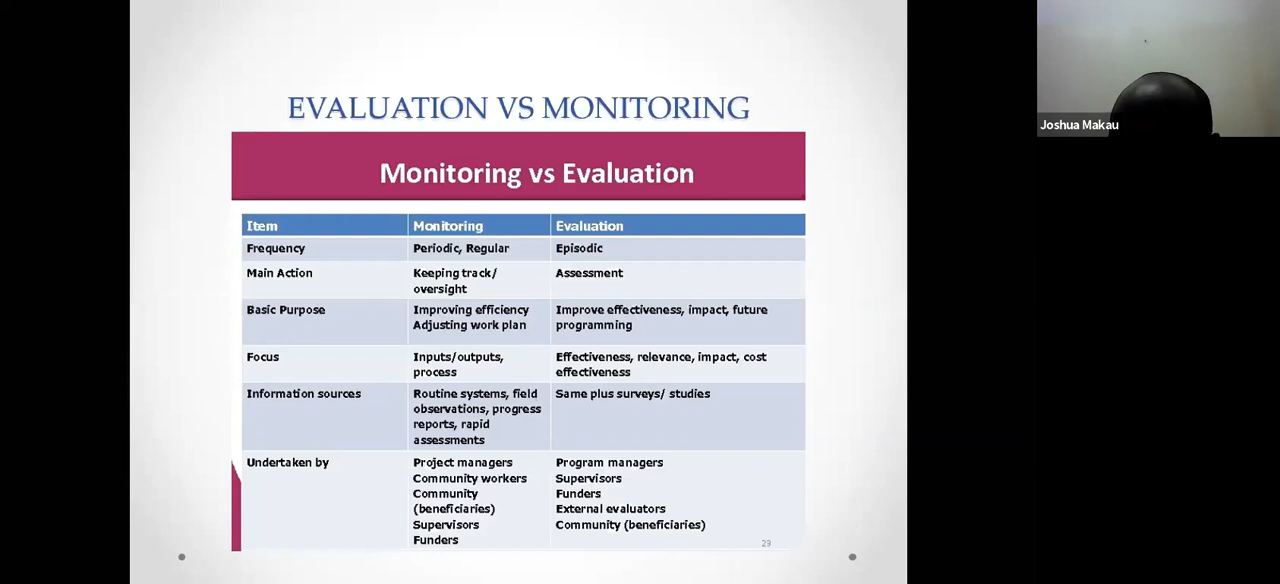 EVALUATION VS MONITORING
Monitoring vs Evaluation
Item Monitoring Evaluation
Frequency Periodic, Regular Episodic
Main Action Keeping track/ Assessment
oversight
Basic Purpose Improving efficiency Improve effectiveness, impact, future
Adjusting work plan programming
Focus Inputs/outputs, Effectiveness, relevance, impact, cost
process effectiveness
Information sources Routine systems, field Same plus surveys/ studies
observations, progress
reports, rapid
assessments
Undertaken by Project managers Program managers
Community workers Supervisors
Community Funders
(beneficiaries) External evaluators
Supervisors Community (beneficiaries)
Funders
29
Joshua Makau